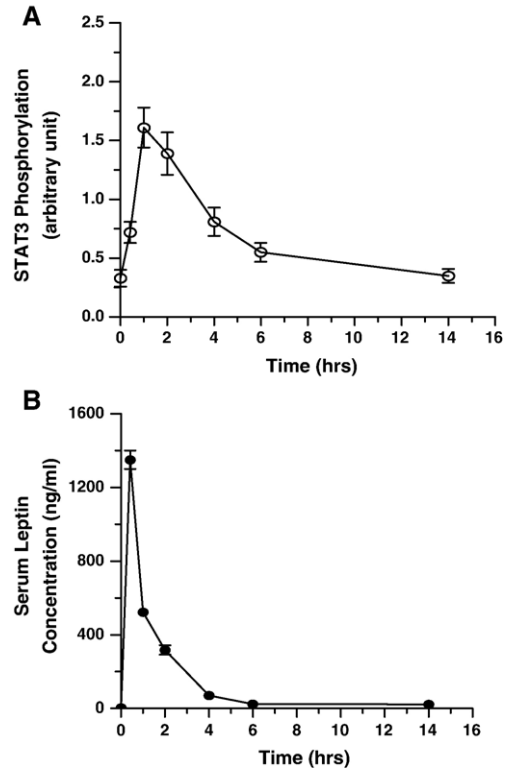 A
STAT3 Phosphorylation
(arbitrary unit)
2.5
2.0
1.5
1.0
0.5
0.0
0 2 4 6 8 10 12 14 16
Time (hrs)
B
Serum Leptin
Concentration (ng/ml)
1600
1200
800
400
0
0 2 4 6 8 10 12 14 16
Time (hrs)